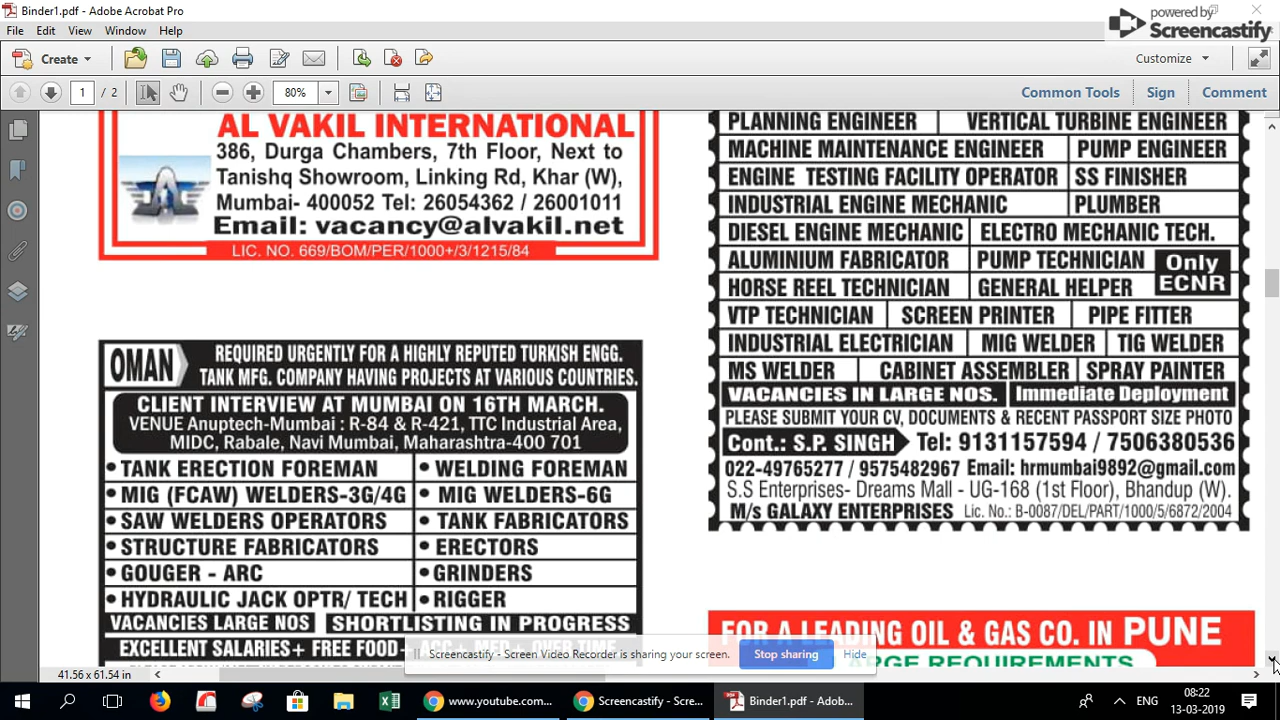 Binder1.pdf - Adobe Acrobat Pro
powered by
Screencastify
File Edit View Window Help
Create
Customize
1 / 2
80%
Common Tools Sign Comment
AL VAKIL INTERNATIONAL
386, Durga Chambers, 7th Floor, Next to
Tanishq Showroom, Linking Rd, Khar (W),
Mumbai- 400052 Tel: 26054362 / 26001011
Email: vacancy@alvakil.net
LIC. NO. 669/BOM/PER/1000+/3/1215/84
OMAN
REQUIRED URGENTLY FOR A HIGHLY REPUTED TURKISH ENGG.
TANK MFG. COMPANY HAVING PROJECTS AT VARIOUS COUNTRIES.
CLIENT INTERVIEW AT MUMBAI ON 16TH MARCH.
VENUE Anuptech-Mumbai : R-84 & R-421, TTC Industrial Area,
MIDC, Rabale, Navi Mumbai, Maharashtra-400 701
• TANK ERECTION FOREMAN • WELDING FOREMAN
• MIG (FCAW) WELDERS-3G/4G • MIG WELDERS-6G
• SAW WELDERS OPERATORS • TANK FABRICATORS
• STRUCTURE FABRICATORS • ERECTORS
• GOUGER - ARC • GRINDERS
• HYDRAULIC JACK OPTR/ TECH • RIGGER
VACANCIES LARGE NOS SHORTLISTING IN PROGRESS
EXCELLENT SALARIES+ FREE FOOD+ ACC + MED + OVER TIME
PLANNING ENGINEER VERTICAL TURBINE ENGINEER
MACHINE MAINTENANCE ENGINEER PUMP ENGINEER
ENGINE TESTING FACILITY OPERATOR SS FINISHER
INDUSTRIAL ENGINE MECHANIC PLUMBER
DIESEL ENGINE MECHANIC ELECTRO MECHANIC TECH.
ALUMINIUM FABRICATOR PUMP TECHNICIAN
HORSE REEL TECHNICIAN GENERAL HELPER
Only
ECNR
VTP TECHNICIAN SCREEN PRINTER PIPE FITTER
INDUSTRIAL ELECTRICIAN MIG WELDER TIG WELDER
MS WELDER CABINET ASSEMBLER SPRAY PAINTER
VACANCIES IN LARGE NOS. Immediate Deployment
PLEASE SUBMIT YOUR CV, DOCUMENTS & RECENT PASSPORT SIZE PHOTO
Cont.: S.P. SINGH Tel: 9131157594 / 7506380536
022-49765277 / 9575482967 Email: hrmumbai9892@gmail.com
S.S Enterprises- Dreams Mall - UG-168 (1st Floor), Bhandup (W).
M/s GALAXY ENTERPRISES Lic. No.: B-0087/DEL/PART/1000/5/6872/2004
FOR A LEADING OIL & GAS CO. IN PUNE
LARGE REQUIREMENTS
Screencastify - Screen Video Recorder is sharing your screen. Stop sharing Hide
41.56 x 61.54 in
www.youtube.com...
Screencastify - Scre...
Binder1.pdf - Adob...
ENG
08:22
13-03-2019